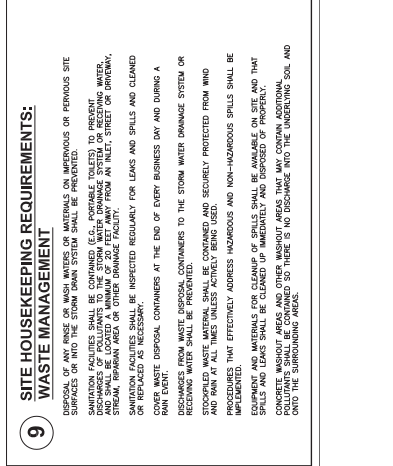 9
SITE HOUSEKEEPING REQUIREMENTS:
WASTE MANAGEMENT
DISPOSAL OF ANY RINSE OR WASH WATERS OR MATERIALS ON IMPERVIOUS OR PERVIOUS SITE
SURFACES OR INTO THE STORM DRAIN SYSTEM SHALL BE PREVENTED.
SANITATION FACILITIES SHALL BE CONTAINED (E.G., PORTABLE TOILETS) TO PREVENT
DISCHARGES OF POLLUTANTS TO THE STORM WATER DRAINAGE SYSTEM OR RECEIVING WATER,
AND SHALL BE LOCATED A MINIMUM OF 20 FEET AWAY FROM AN INLET, STREET OR DRIVEWAY,
STREAM, RIPARIAN AREA OR OTHER DRAINAGE FACILITY.
SANITATION FACILITIES SHALL BE INSPECTED REGULARLY FOR LEAKS AND SPILLS AND CLEANED
OR REPLACED AS NECESSARY.
COVER WASTE DISPOSAL CONTAINERS AT THE END OF EVERY BUSINESS DAY AND DURING A
RAIN EVENT.
DISCHARGES FROM WASTE DISPOSAL CONTAINERS TO THE STORM WATER DRAINAGE SYSTEM OR
RECEIVING WATER SHALL BE PREVENTED.
STOCKPILED WASTE MATERIAL SHALL BE CONTAINED AND SECURELY PROTECTED FROM WIND
AND RAIN AT ALL TIMES UNLESS ACTIVELY BEING USED.
PROCEDURES THAT EFFECTIVELY ADDRESS HAZARDOUS AND NON-HAZARDOUS SPILLS SHALL BE
IMPLEMENTED.
EQUIPMENT AND MATERIALS FOR CLEANUP OF SPILLS SHALL BE AVAILABLE ON SITE AND THAT
SPILLS AND LEAKS SHALL BE CLEANED UP IMMEDIATELY AND DISPOSED OF PROPERLY.
CONCRETE WASHOUT AREAS AND OTHER WASHOUT AREAS THAT MAY CONTAIN ADDITIONAL
POLLUTANTS SHALL BE CONTAINED SO THERE IS NO DISCHARGE INTO THE UNDERLYING SOIL AND
ONTO THE SURROUNDING AREAS.